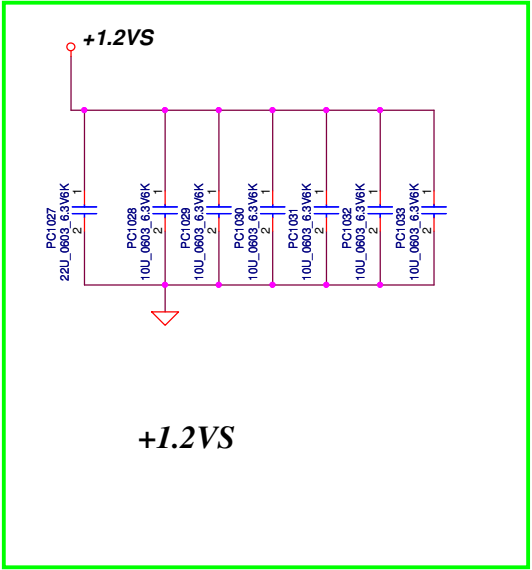 +1.2VS
PC1027
22U_0603_6.3V6K
1
2
PC1028
10U_0603_6.3V6K
1
2
PC1029
10U_0603_6.3V6K
1
2
PC1030
10U_0603_6.3V6K
1
2
PC1031
10U_0603_6.3V6K
1
2
PC1032
10U_0603_6.3V6K
1
2
PC1033
10U_0603_6.3V6K
1
2
+1.2VS